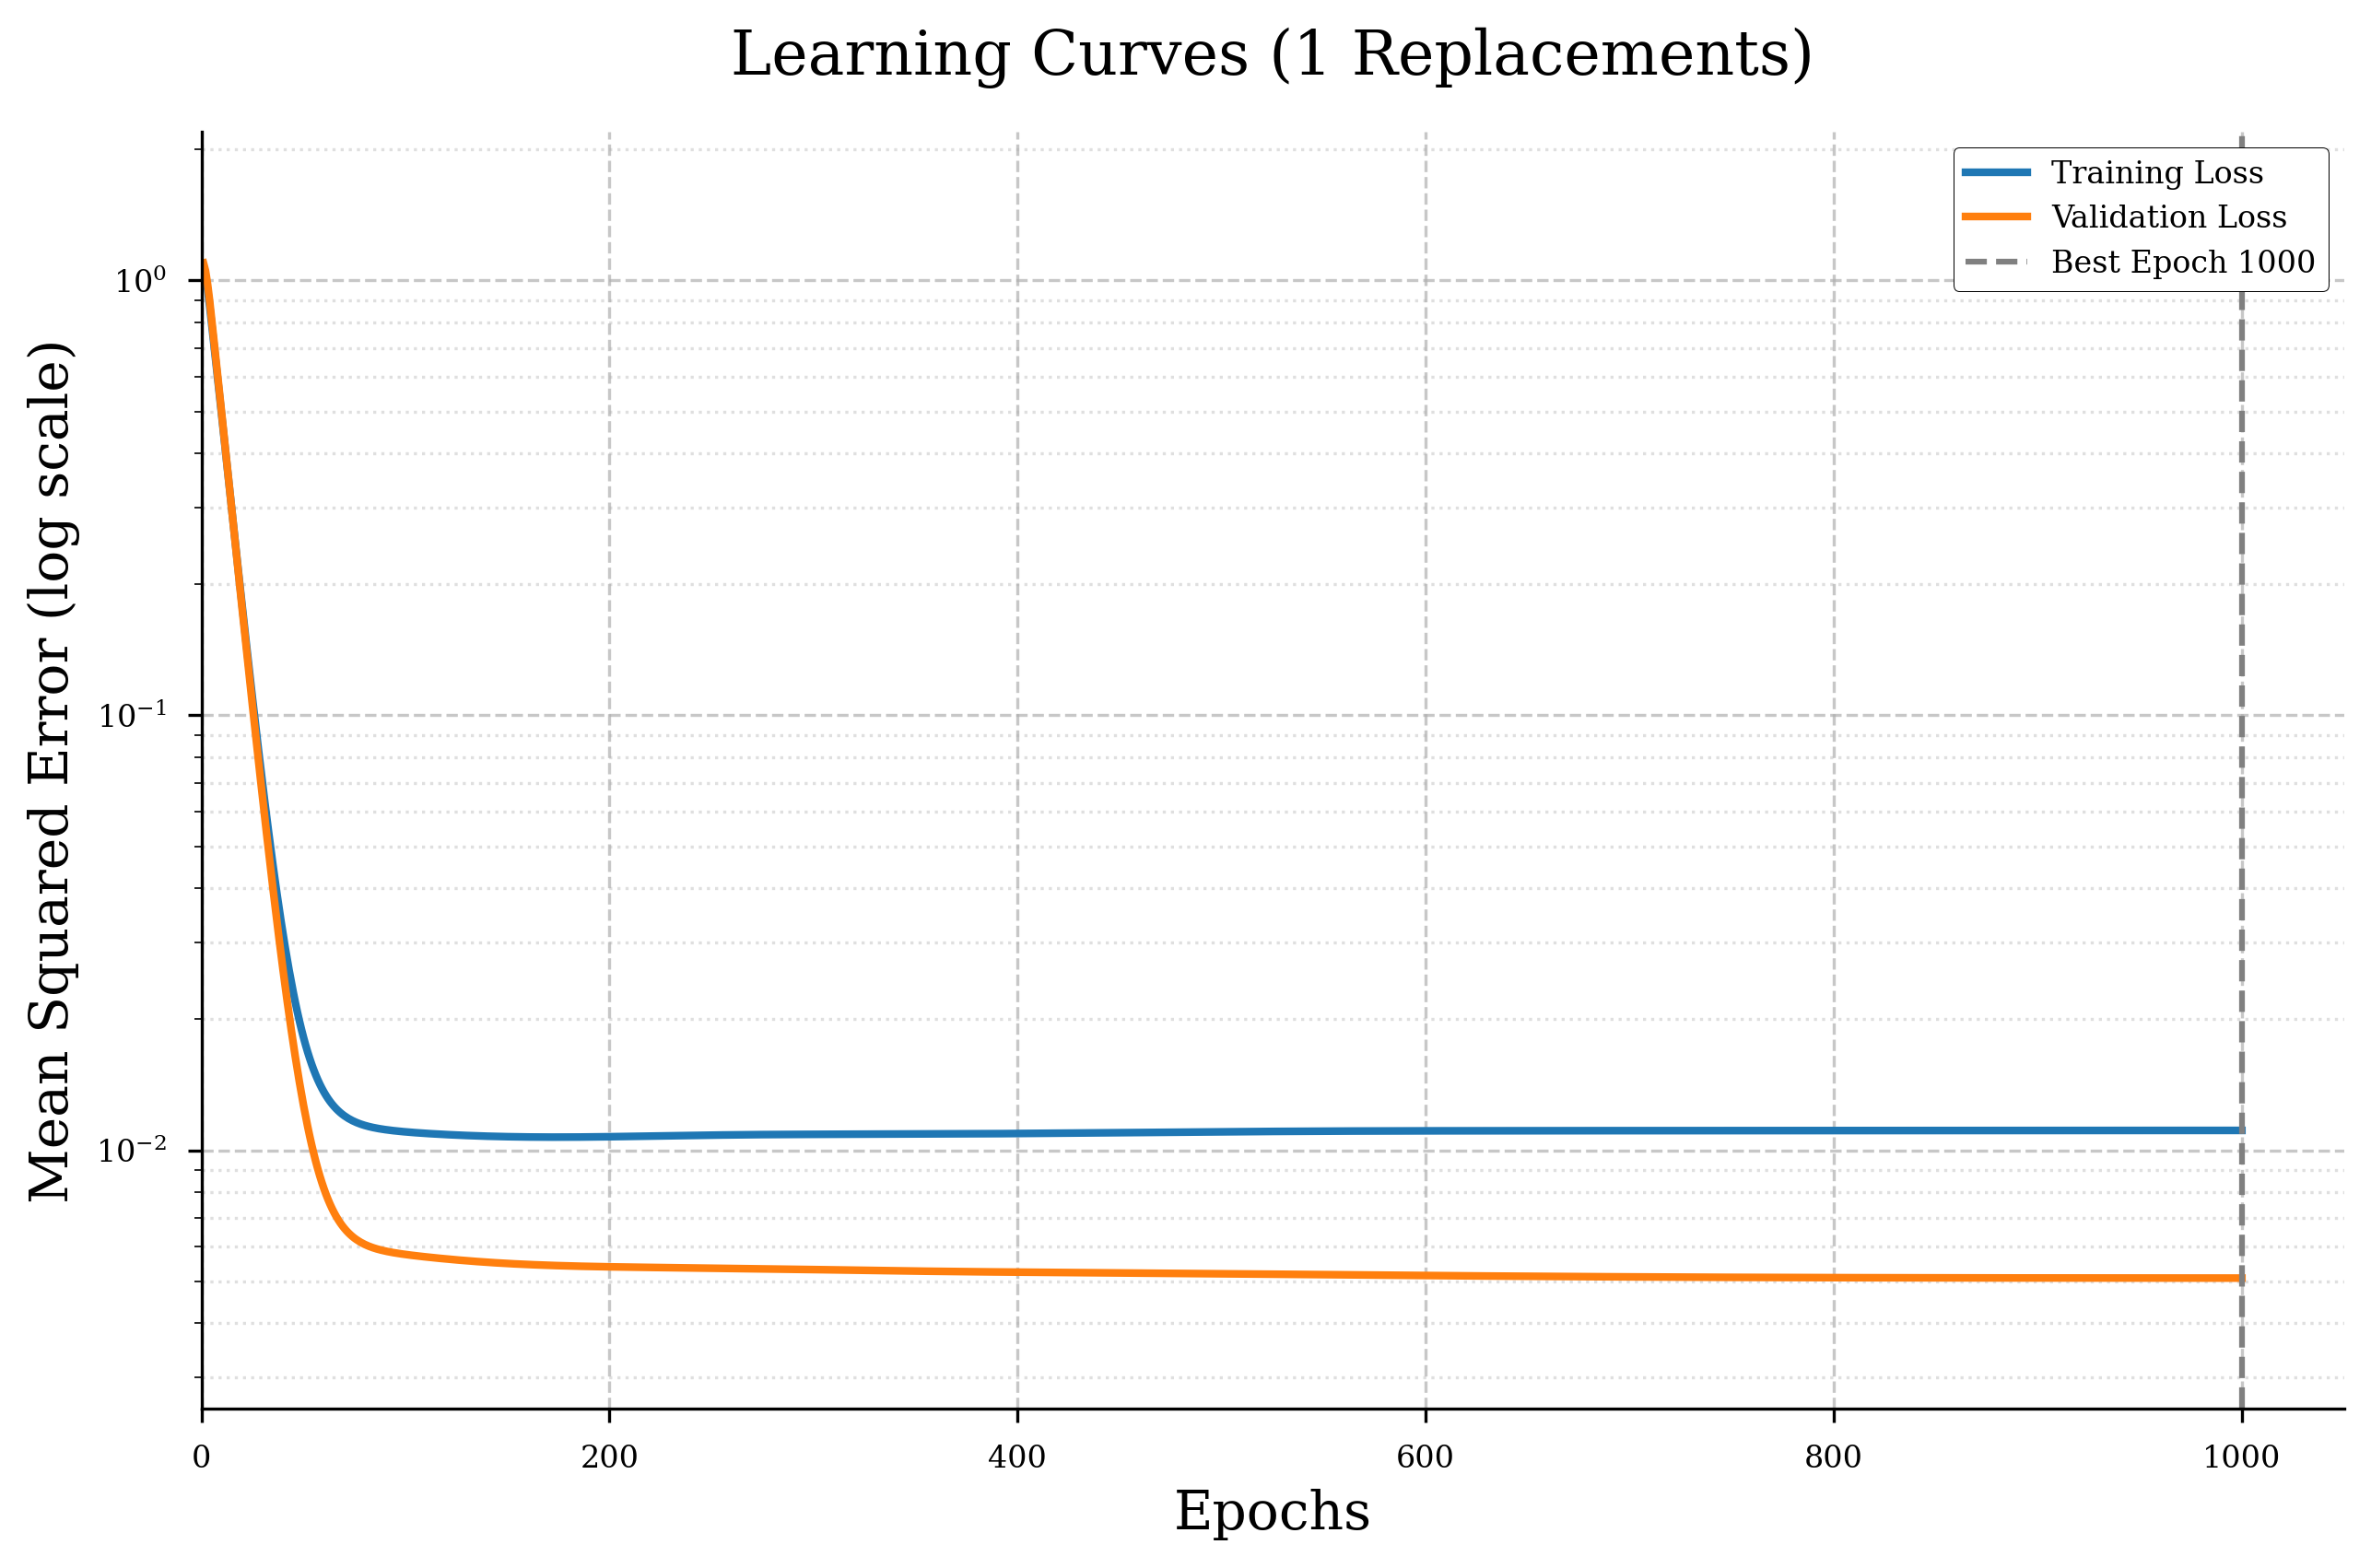 Learning Curves (1 Replacements)
Training Loss
Validation Loss
Best Epoch 1000
Mean Squared Error (log scale)
10⁰
10⁻¹
10⁻²
0 200 400 600 800 1000
Epochs